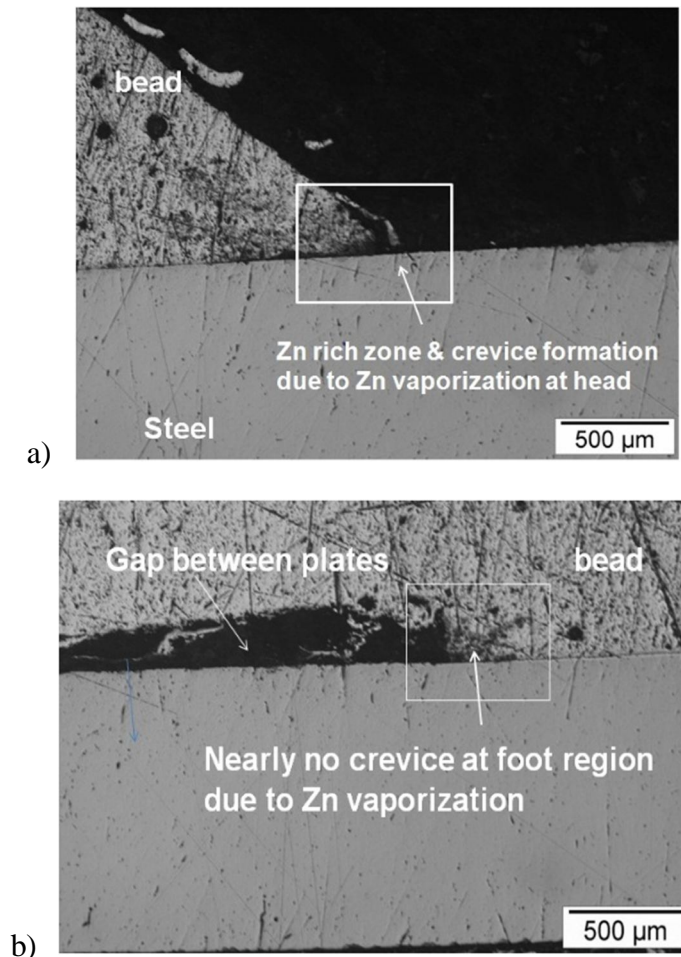 bead
Zn rich zone & crevice formation
due to Zn vaporization at head
Steel
500 µm
a)
Gap between plates
bead
Nearly no crevice at foot region
due to Zn vaporization
500 µm
b)